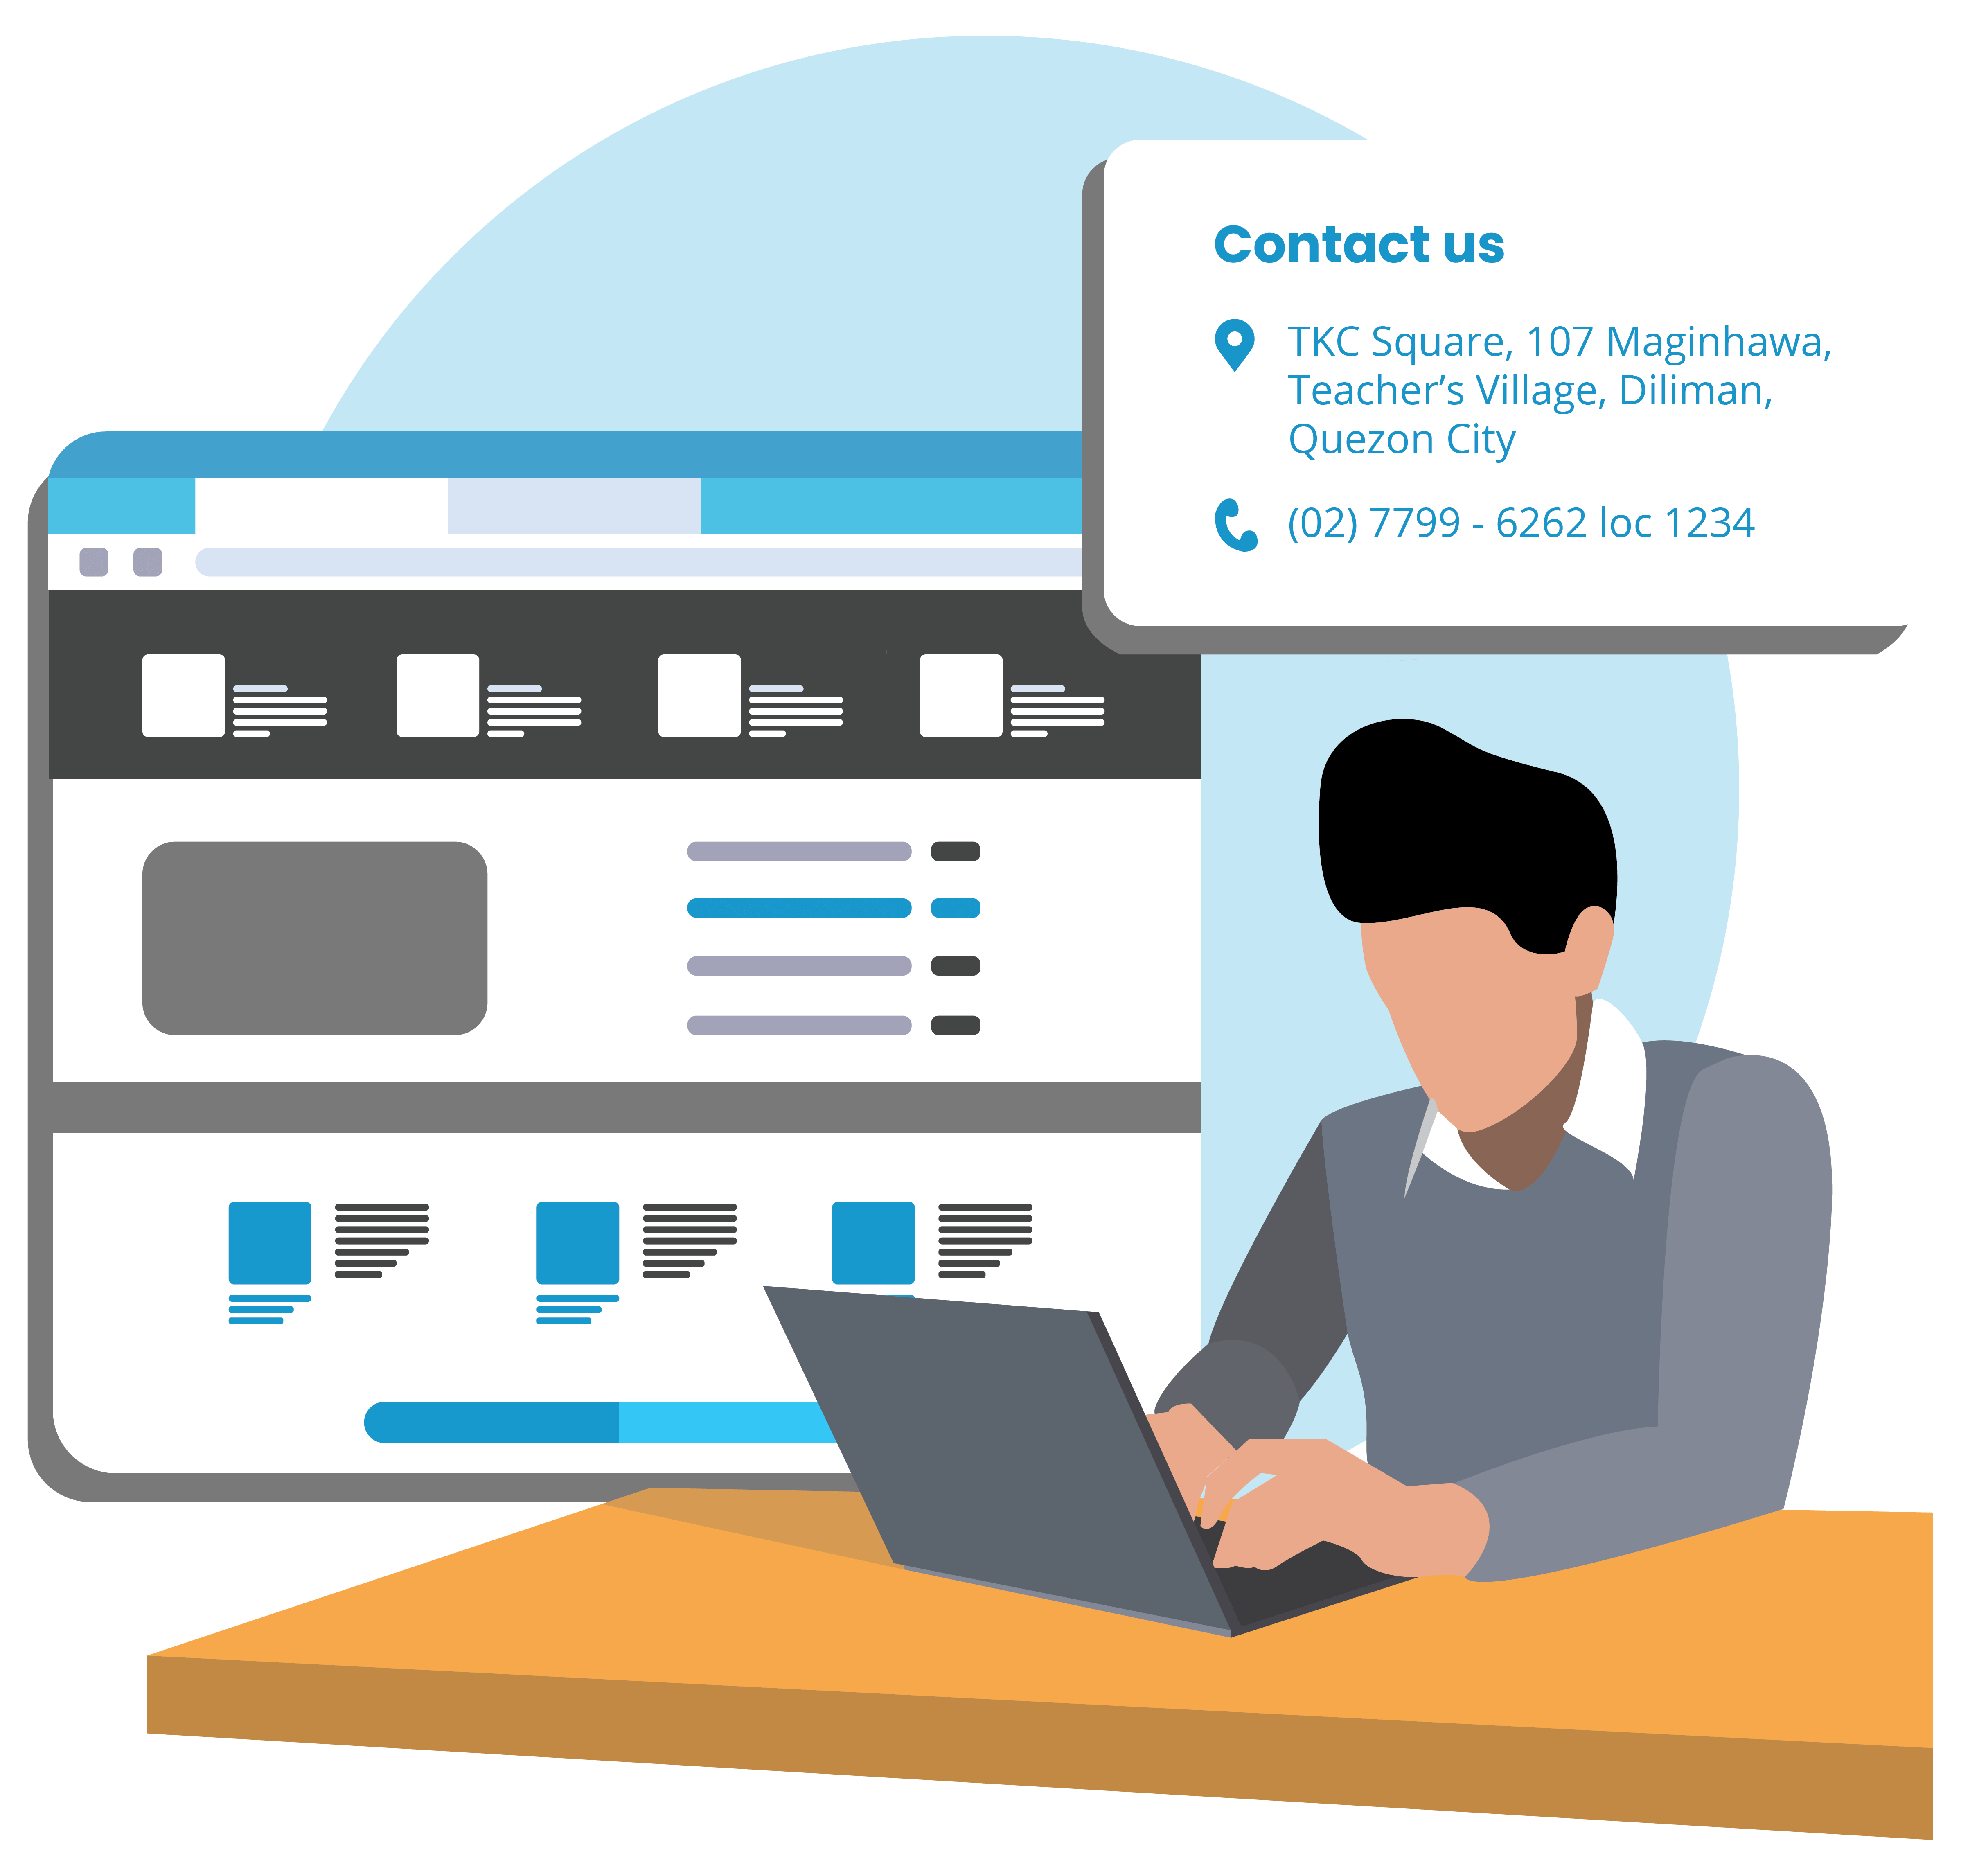 Contact us
TKC Square, 107 Maginhawa,
Teacher’s Village, Diliman,
Quezon City
(02) 7799 - 6262 loc 1234